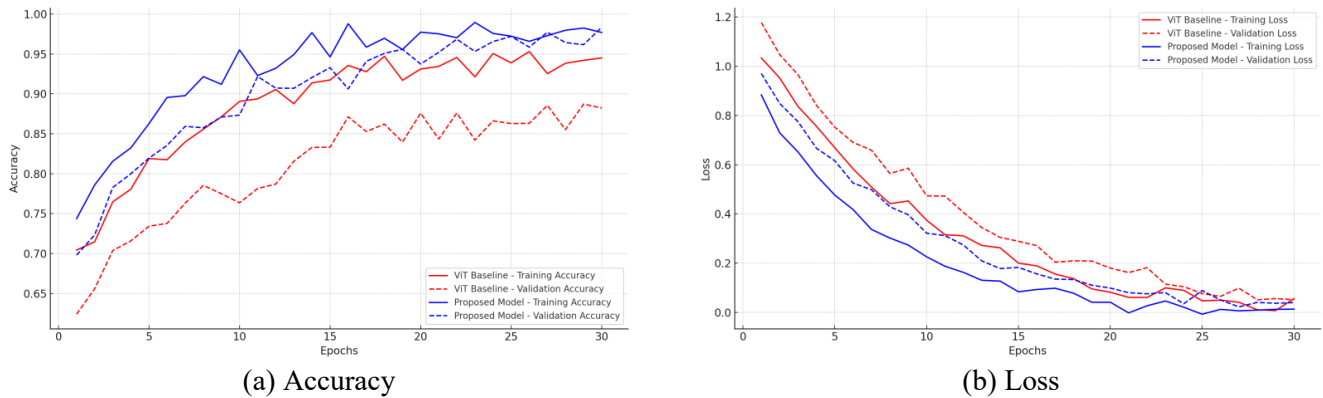 1.00
0.95
0.90
0.85
0.80
0.75
0.70
0.65
Accuracy
0
5
10
15
20
25
30
Epochs
ViT Baseline - Training Accuracy
ViT Baseline - Validation Accuracy
Proposed Model - Training Accuracy
Proposed Model - Validation Accuracy
(a) Accuracy
1.2
1.0
0.8
0.6
0.4
0.2
0.0
Loss
0
5
10
15
20
25
30
Epochs
ViT Baseline - Training Loss
ViT Baseline - Validation Loss
Proposed Model - Training Loss
Proposed Model - Validation Loss
(b) Loss